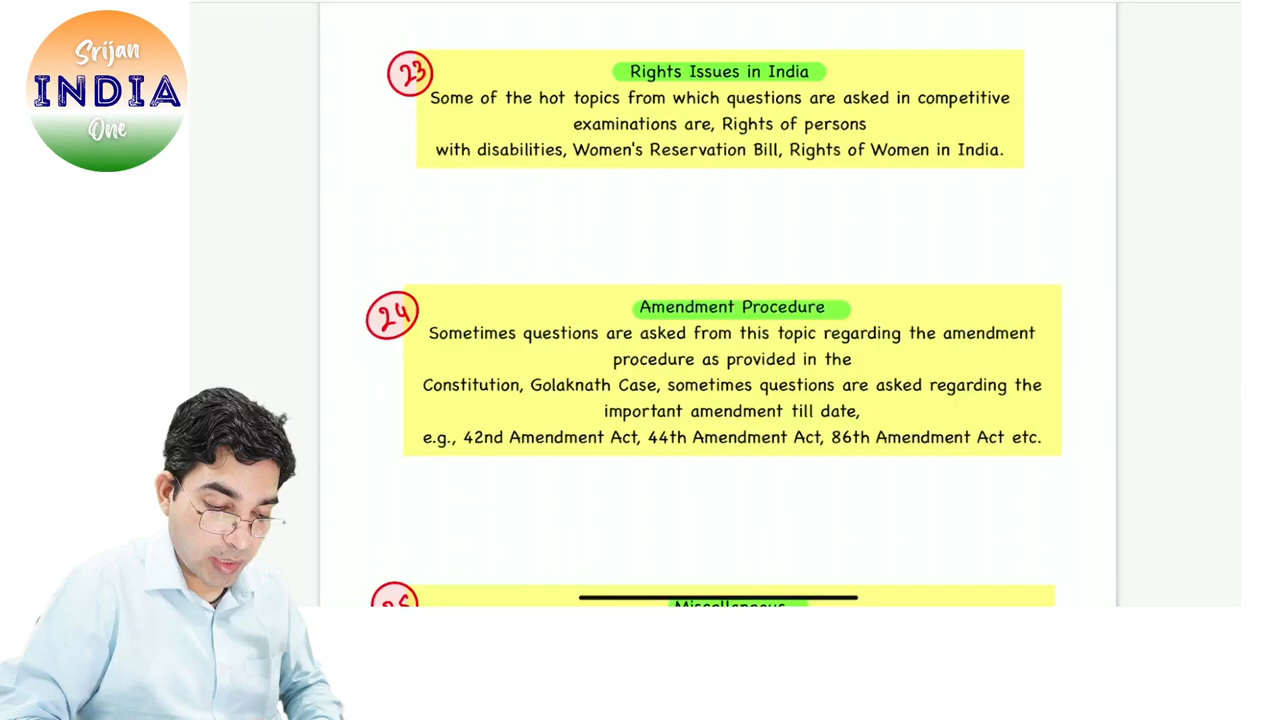 Srijan
INDIA
One
23
Rights Issues in India
Some of the hot topics from which questions are asked in competitive
examinations are, Rights of persons
with disabilities, Women's Reservation Bill, Rights of Women in India.
24
Amendment Procedure
Sometimes questions are asked from this topic regarding the amendment
procedure as provided in the
Constitution, Golaknath Case, sometimes questions are asked regarding the
important amendment till date,
e.g., 42nd Amendment Act, 44th Amendment Act, 86th Amendment Act etc.
25
Miscellaneous